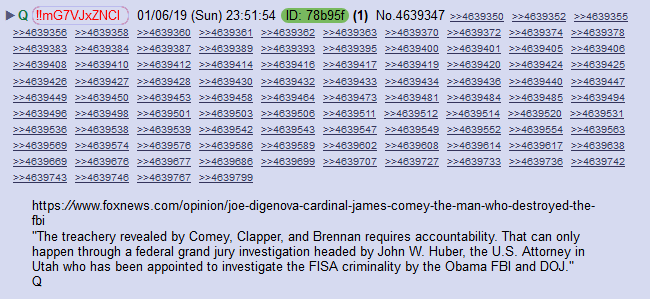 ▶ Q !!mG7VJxZNCI 01/06/19 (Sun) 23:51:54 ID: 78b95f (1) No.4639347 >>4639350 >>4639352 >>4639355
>>4639356 >>4639358 >>4639360 >>4639361 >>4639362 >>4639363 >>4639370 >>4639372 >>4639374 >>4639378
>>4639383 >>4639384 >>4639387 >>4639389 >>4639393 >>4639395 >>4639400 >>4639401 >>4639405 >>4639406
>>4639408 >>4639410 >>4639412 >>4639414 >>4639416 >>4639417 >>4639419 >>4639420 >>4639424 >>4639425
>>4639426 >>4639427 >>4639428 >>4639430 >>4639432 >>4639433 >>4639434 >>4639436 >>4639440 >>4639447
>>4639449 >>4639450 >>4639453 >>4639458 >>4639464 >>4639473 >>4639481 >>4639484 >>4639485 >>4639494
>>4639496 >>4639498 >>4639501 >>4639503 >>4639506 >>4639511 >>4639512 >>4639514 >>4639520 >>4639531
>>4639536 >>4639538 >>4639539 >>4639542 >>4639543 >>4639547 >>4639549 >>4639552 >>4639554 >>4639563
>>4639569 >>4639574 >>4639576 >>4639586 >>4639589 >>4639602 >>4639608 >>4639614 >>4639617 >>4639638
>>4639669 >>4639676 >>4639677 >>4639686 >>4639699 >>4639707 >>4639727 >>4639733 >>4639736 >>4639742
>>4639743 >>4639746 >>4639767 >>4639799
https://www.foxnews.com/opinion/joe-digenova-cardinal-james-comey-the-man-who-destroyed-the-
fbi
"The treachery revealed by Comey, Clapper, and Brennan requires accountability. That can only
happen through a federal grand jury investigation headed by John W. Huber, the U.S. Attorney in
Utah who has been appointed to investigate the FISA criminality by the Obama FBI and DOJ."
Q